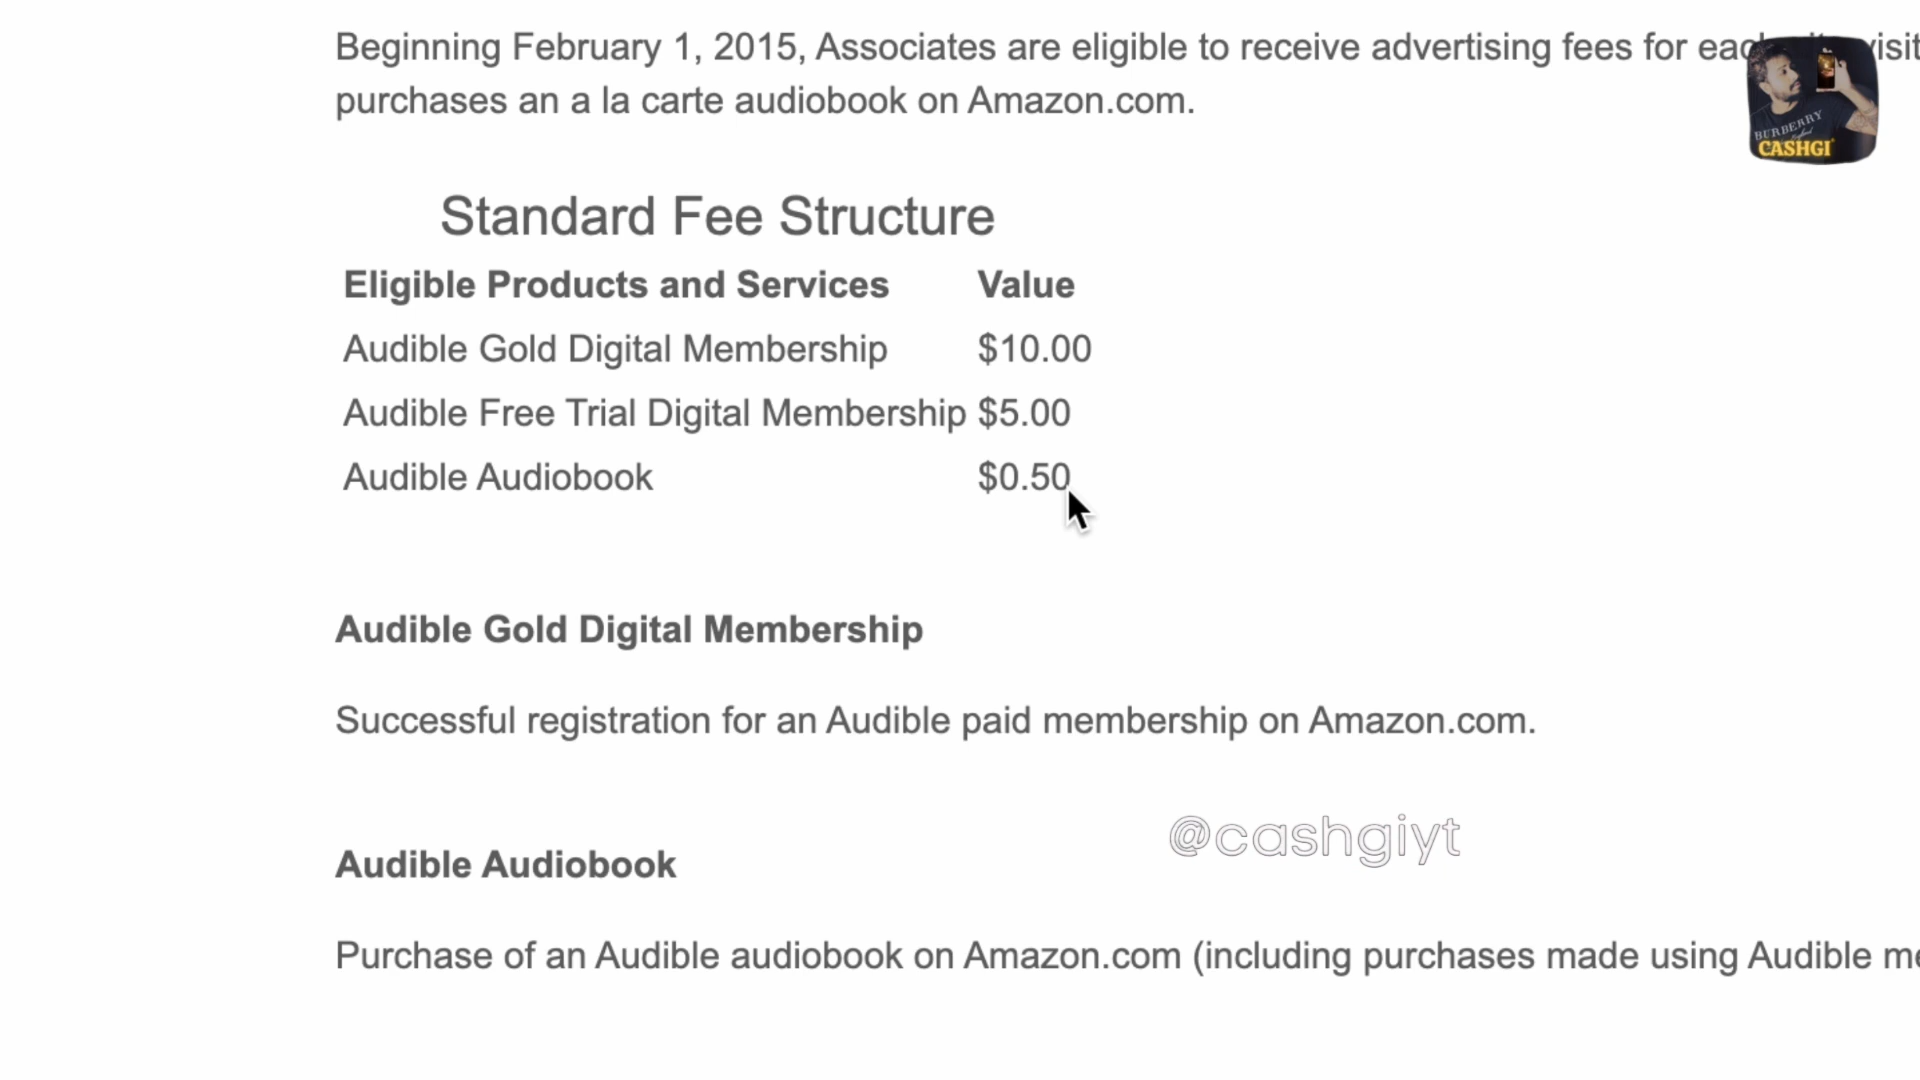 Beginning February 1, 2015, Associates are eligible to receive advertising fees for each
purchases an a la carte audiobook on Amazon.com.
BURBERRY
CASHGI
Standard Fee Structure
Eligible Products and Services Value
Audible Gold Digital Membership $10.00
Audible Free Trial Digital Membership $5.00
Audible Audiobook $0.50
Audible Gold Digital Membership
Successful registration for an Audible paid membership on Amazon.com.
@cashgiyt
Audible Audiobook
Purchase of an Audible audiobook on Amazon.com (including purchases made using Audible